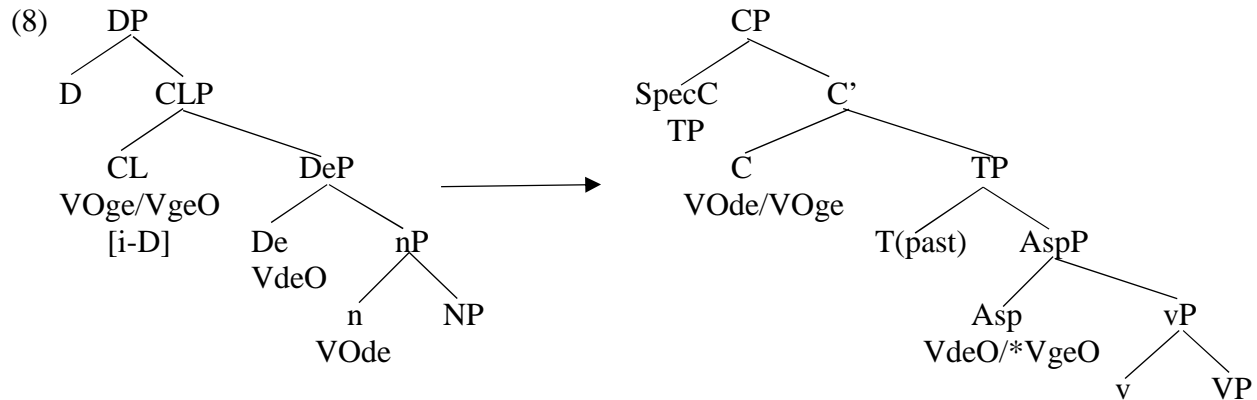 (8) DP CP
D CLP SpecC C’
TP
CL DeP C TP
VOge/VgeO VOde/VOge
[i-D] De nP T(past) AspP
VdeO
n NP Asp vP
VOde VdeO/*VgeO
v VP